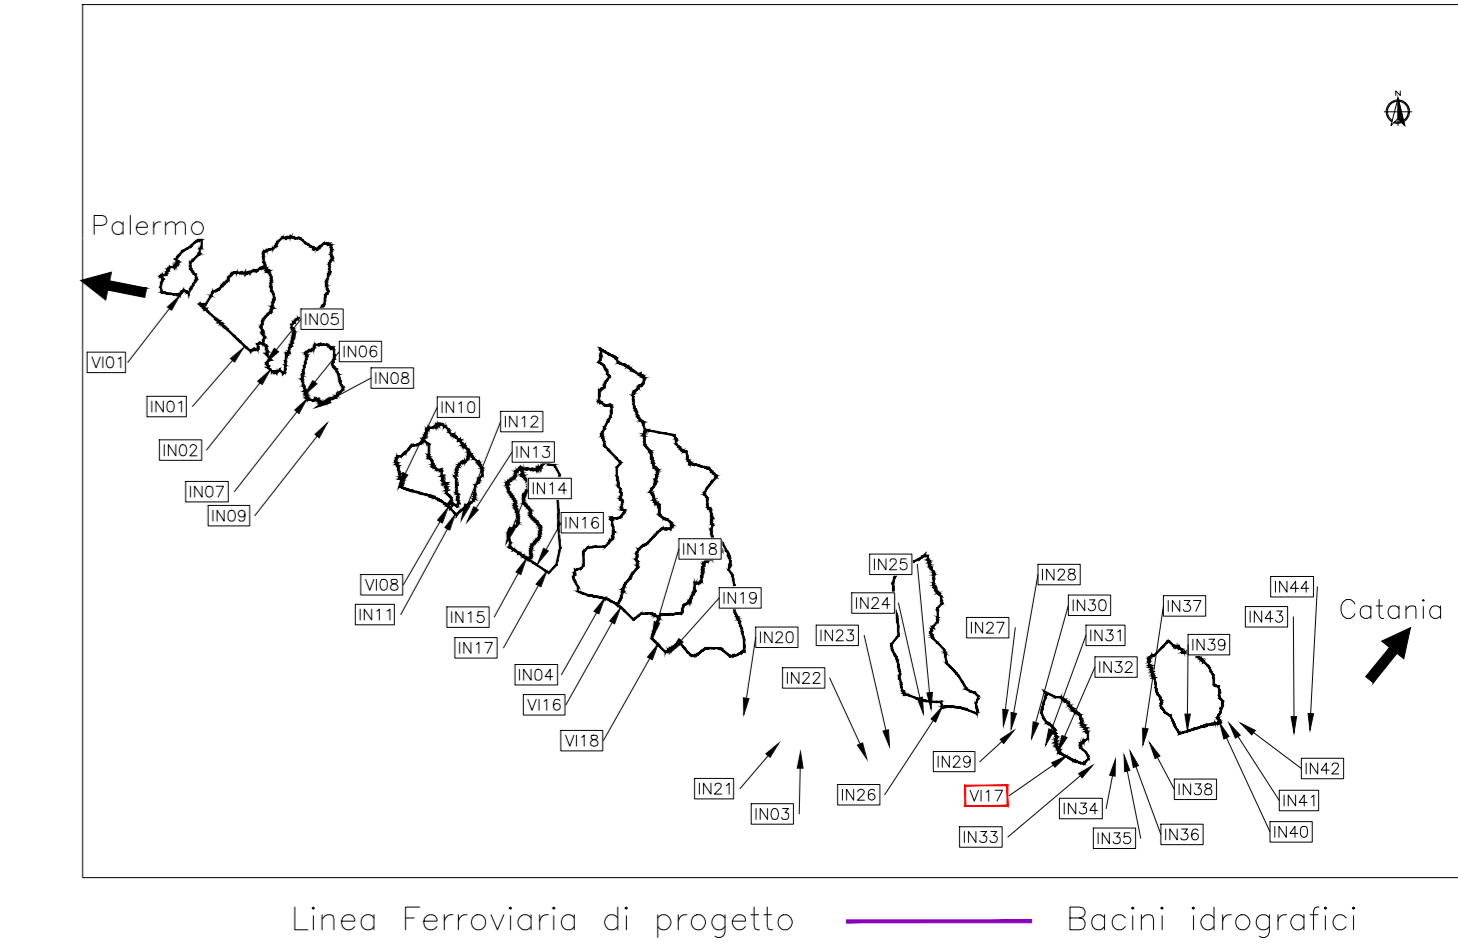 N
Palermo
IN05
IN06
VI01
IN08
IN01
IN10
IN12
IN02
IN13
IN07
IN14
IN09
IN16
IN18
IN25
IN28
VI08
IN44
IN19
IN24
IN30
IN37
Catania
IN11
IN15
IN43
IN27
IN20
IN23
IN31
IN17
IN39
IN32
IN04
IN22
VI16
VI18
IN29
IN42
IN21
IN26
VI17
IN38
IN41
IN03
IN34
IN40
IN33
IN35
IN36
Linea Ferroviaria di progetto Bacini idrografici